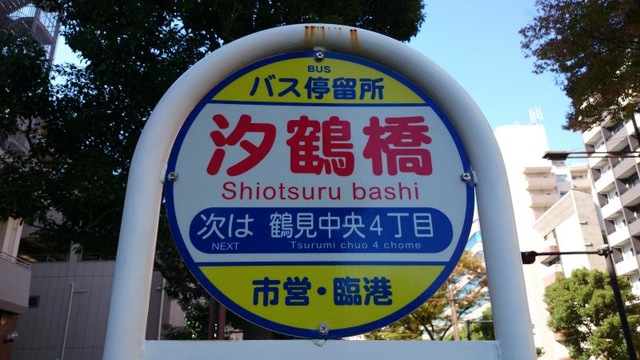 BUS
バス停留所
汐鶴橋
Shiotsuru bashi
次は 鶴見中央4丁目
NEXT Tsurumi chuo 4 chome
市営・臨港